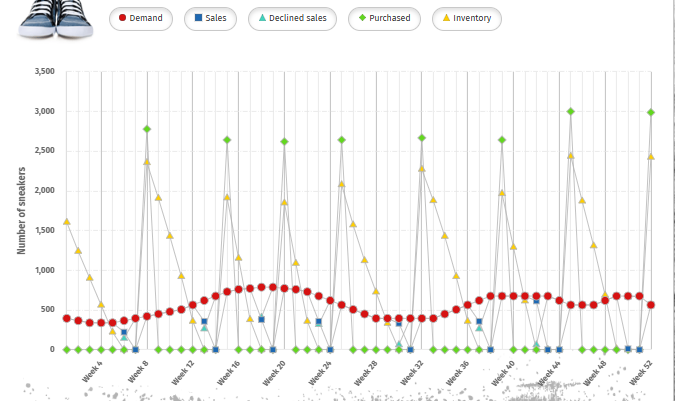 Demand Sales Declined sales Purchased Inventory
Number of sneakers
3,500
3,000
2,500
2,000
1,500
1,000
500
0
Week 4 Week 8 Week 12 Week 16 Week 20 Week 24 Week 28 Week 32 Week 36 Week 40 Week 44 Week 48 Week 52